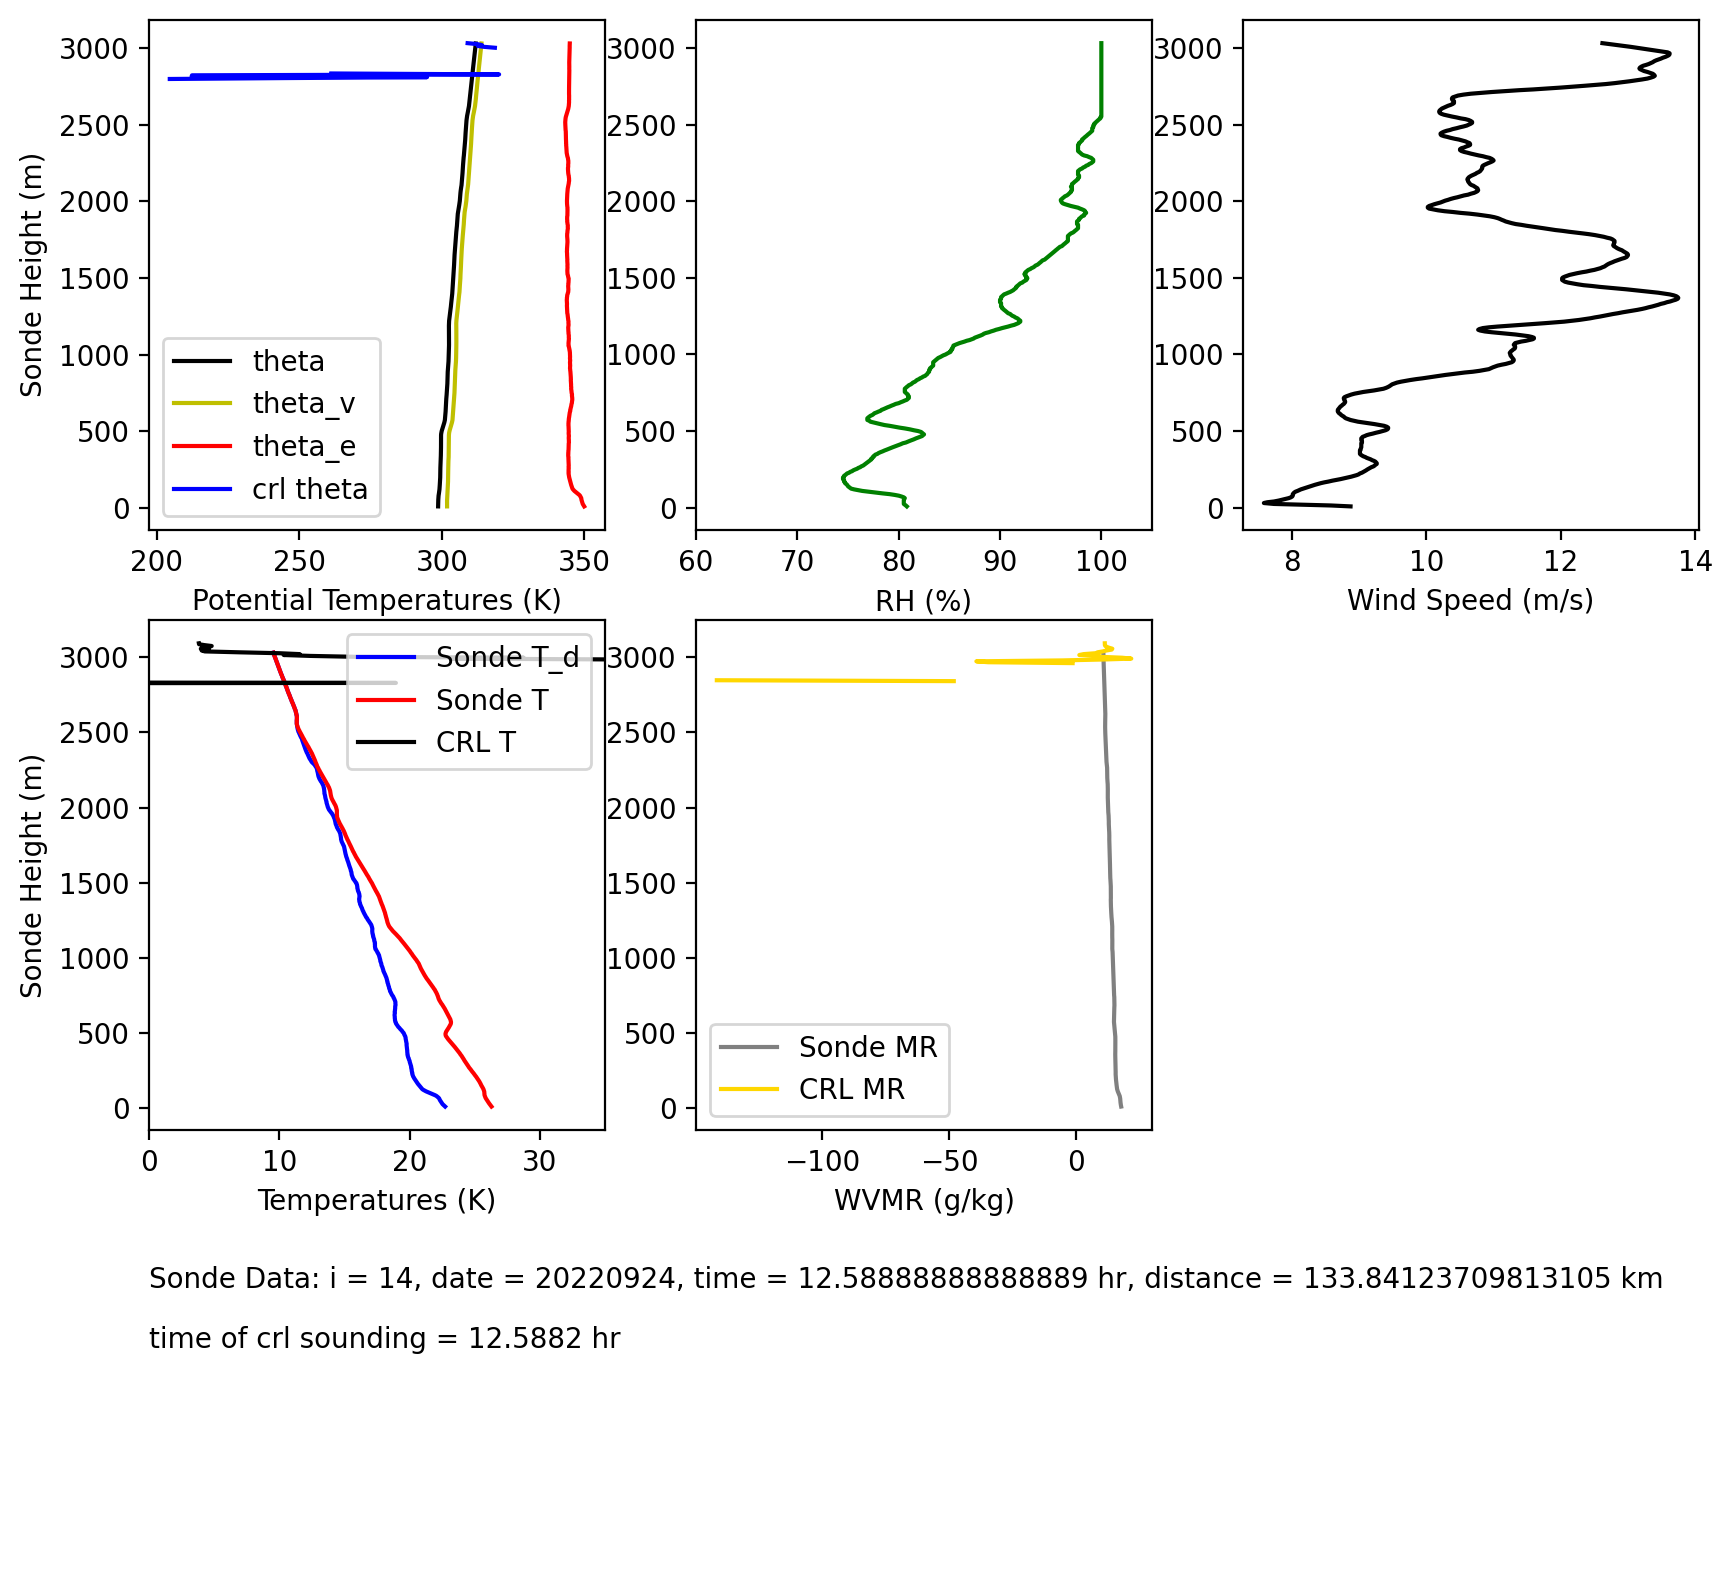 3000
2500
2000
1500
1000
500
0
Sonde Height (m)
theta
theta_v
theta_e
crl theta
200 250 300 350
Potential Temperatures (K)
3000
2500
2000
1500
1000
500
0
60 70 80 90 100
RH (%)
3000
2500
2000
1500
1000
500
0
8 10 12 14
Wind Speed (m/s)
3000
2500
2000
1500
1000
500
0
Sonde Height (m)
Sonde T_d
Sonde T
CRL T
0 10 20 30
Temperatures (K)
3000
2500
2000
1500
1000
500
0
Sonde MR
CRL MR
−100 −50 0
WVMR (g/kg)
Sonde Data: i = 14, date = 20220924, time = 12.58888888888889 hr, distance = 133.84123709813105 km
time of crl sounding = 12.5882 hr